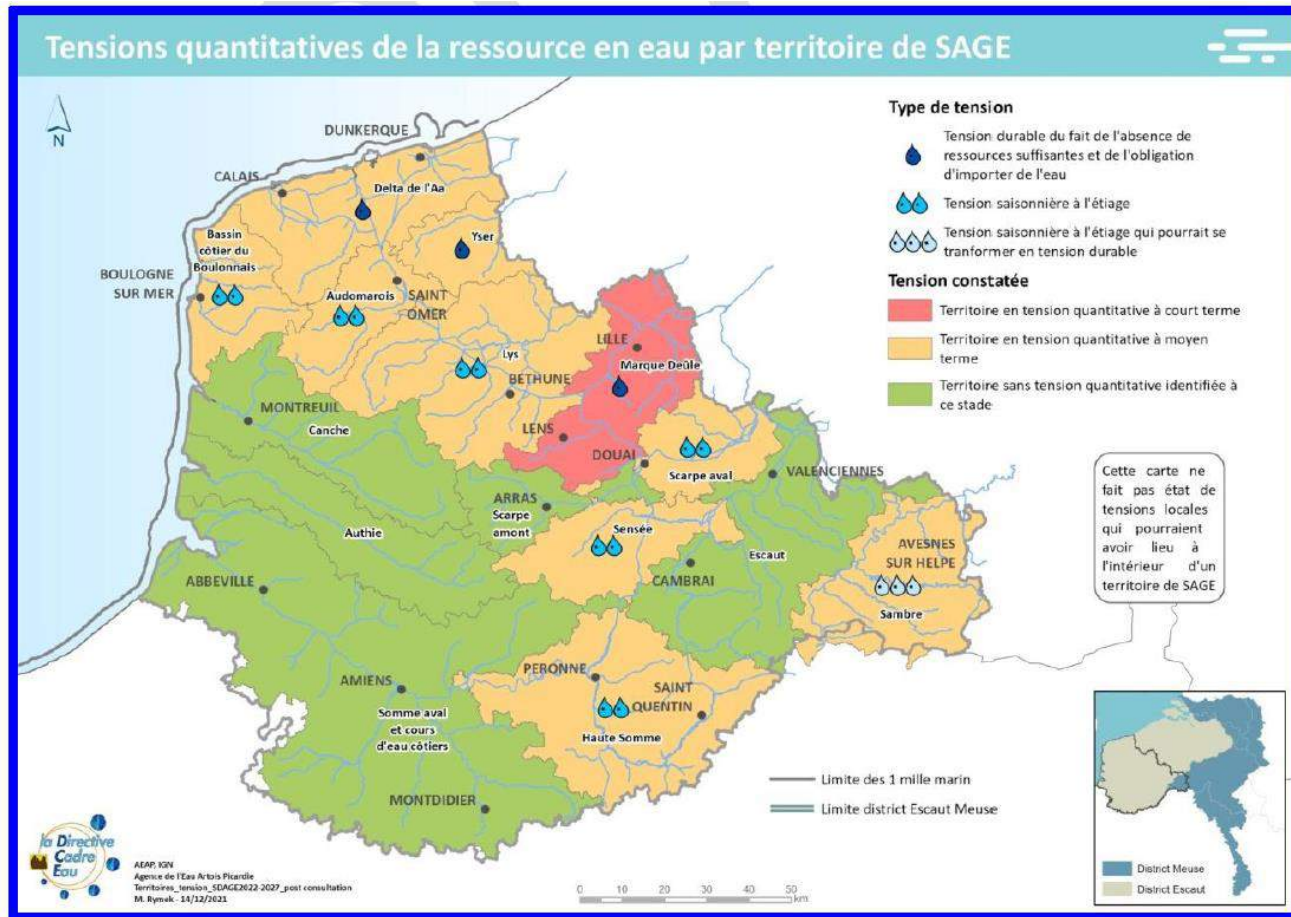 Tensions quantitatives de la ressource en eau par territoire de SAGE
N
DUNKERQUE
CALAIS
Delta de l'Aa
Bassin
côtier du
Boulonnais
Yser
BOULOGNE
SUR MER
Audomarois
SAINT
OMER
Lys
LILLE
Marque Deûle
BETHUNE
MONTREUIL
Canche
LENS
DOUAI
Scarpe aval
VALENCIENNES
ARRAS
Scarpe
amont
Authie
Sensée
Escaut
AVESNES
SUR HELPE
ABBEVILLE
CAMBRAI
Sambre
PERONNE
SAINT
QUENTIN
AMIENS
Somme aval
et cours
d'eau côtiers
Haute Somme
MONTDIDIER
Type de tension
Tension durable du fait de l'absence de
ressources suffisantes et de l'obligation
d'importer de l'eau
Tension saisonnière à l'étiage
Tension saisonnière à l'étiage qui pourrait se
tranformer en tension durable
Tension constatée
Territoire en tension quantitative à court terme
Territoire en tension quantitative à moyen
terme
Territoire sans tension quantitative identifiée à
ce stade
Cette carte ne
fait pas état de
tensions locales
qui pourraient
avoir lieu à
l'intérieur d'un
territoire de SAGE
Limite des 1 mille marin
Limite district Escaut Meuse
District Meuse
District Escaut
la Directive
Cadre
Eau
AEAP, IGN
Agence de l'Eau Artois Picardie
Territoires_tension_SDAGE2022-2027_post consultation
M. Rymek - 14/12/2021
0 10 20 30 40 50
km